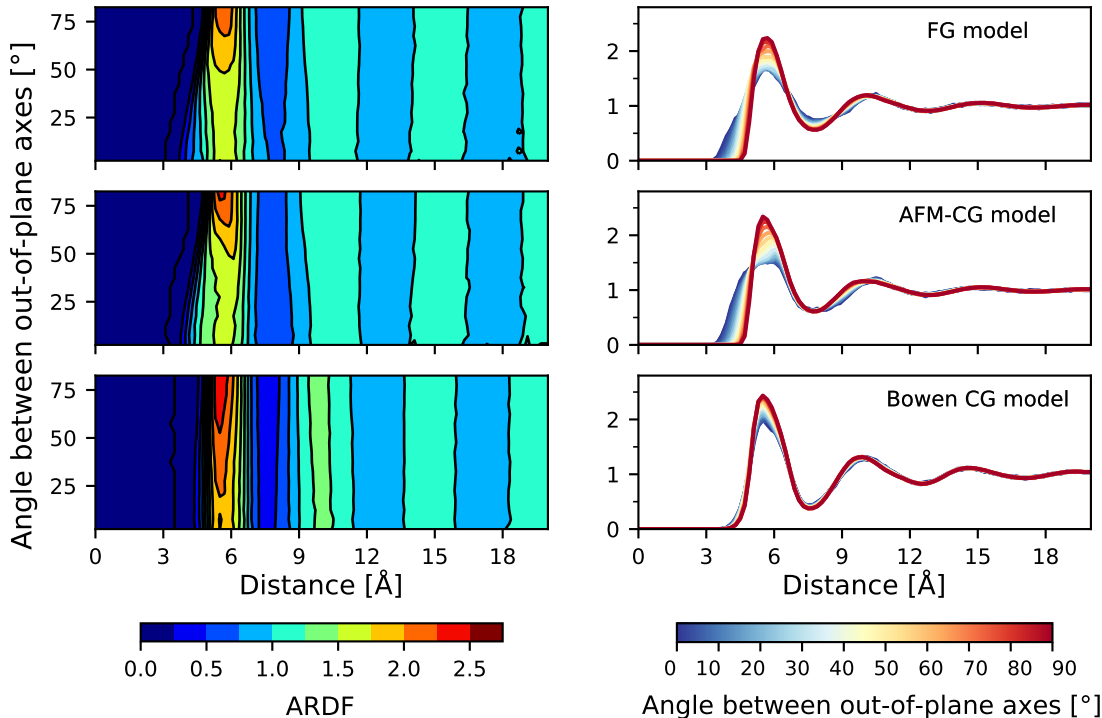 Angle between out-of-plane axes [°]
75
50
25
75
50
25
75
50
25
0 3 6 9 12 15 18
Distance [Å]
0.0 0.5 1.0 1.5 2.0 2.5
ARDF
FG model
2
1
0
AFM-CG model
2
1
0
Bowen CG model
2
1
0
0 3 6 9 12 15 18
Distance [Å]
0 10 20 30 40 50 60 70 80 90
Angle between out-of-plane axes [°]